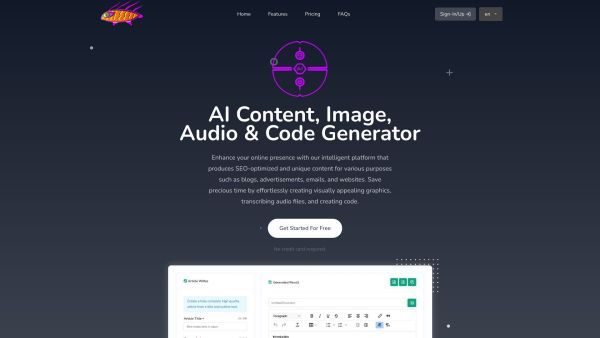 Home
Features
Pricing
FAQs
Sign-In/Up
en
AI
AI Content, Image,
Audio & Code Generator
Enhance your online presence with our intelligent platform that
produces SEO-optimized and unique content for various purposes
such as blogs, advertisements, emails, and websites. Save
precious time by effortlessly creating visually appealing graphics,
transcribing audio files, and creating code.
Get Started For Free
No credit card required
Article Writer
Generated Result
Article Title
Paragraph